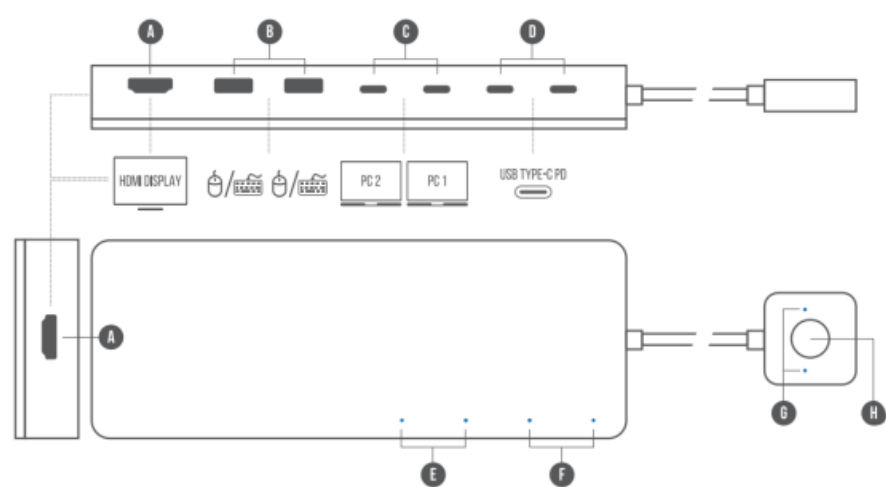 A B C D
HDMI DISPLAY
/ /
PC 2 PC 1
USB TYPE-C PD
A
G H
E F